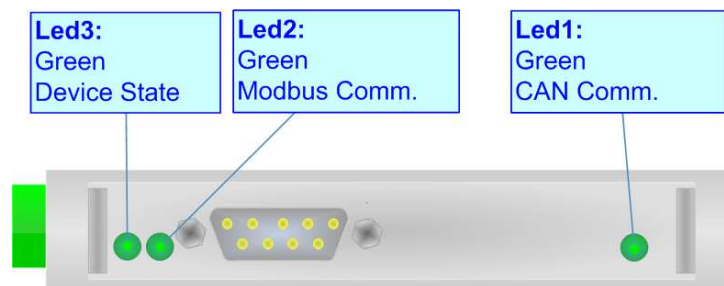 Led3:
Green
Device State
Led2:
Green
Modbus Comm.
Led1:
Green
CAN Comm.